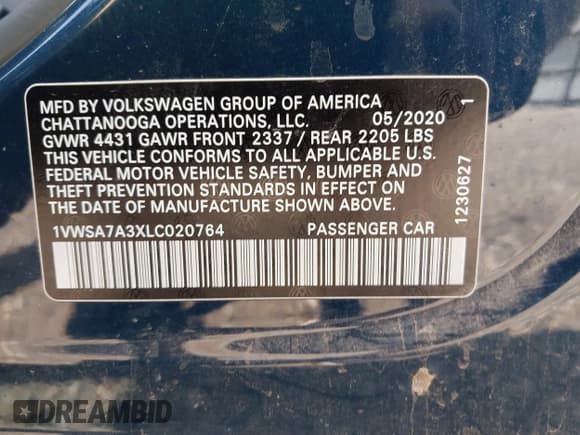 MFD BY VOLKSWAGEN GROUP OF AMERICA
CHATTANOOGA OPERATIONS, LLC. 05/2020
GVWR 4431 GAWR FRONT 2337 / REAR 2205 LBS
THIS VEHICLE CONFORMS TO ALL APPLICABLE U.S.
FEDERAL MOTOR VEHICLE SAFETY, BUMPER AND
THEFT PREVENTION STANDARDS IN EFFECT ON
THE DATE OF MANUFACTURE SHOWN ABOVE.
1VWSA7A3XLC020764 PASSENGER CAR
1230627 1
DREAMBID